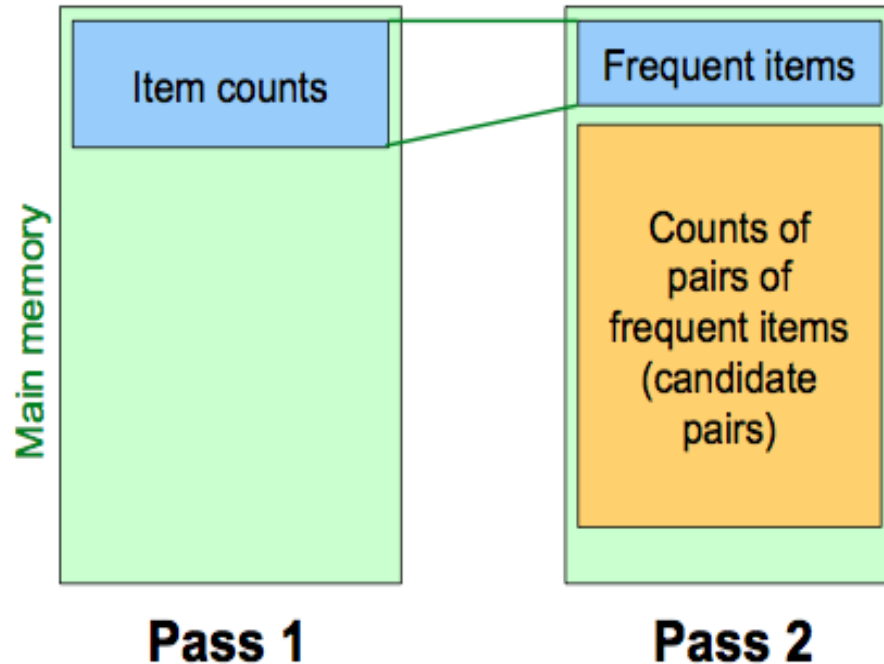 Item counts
Frequent items
Counts of
pairs of
frequent items
(candidate
pairs)
Main memory
Pass 1
Pass 2